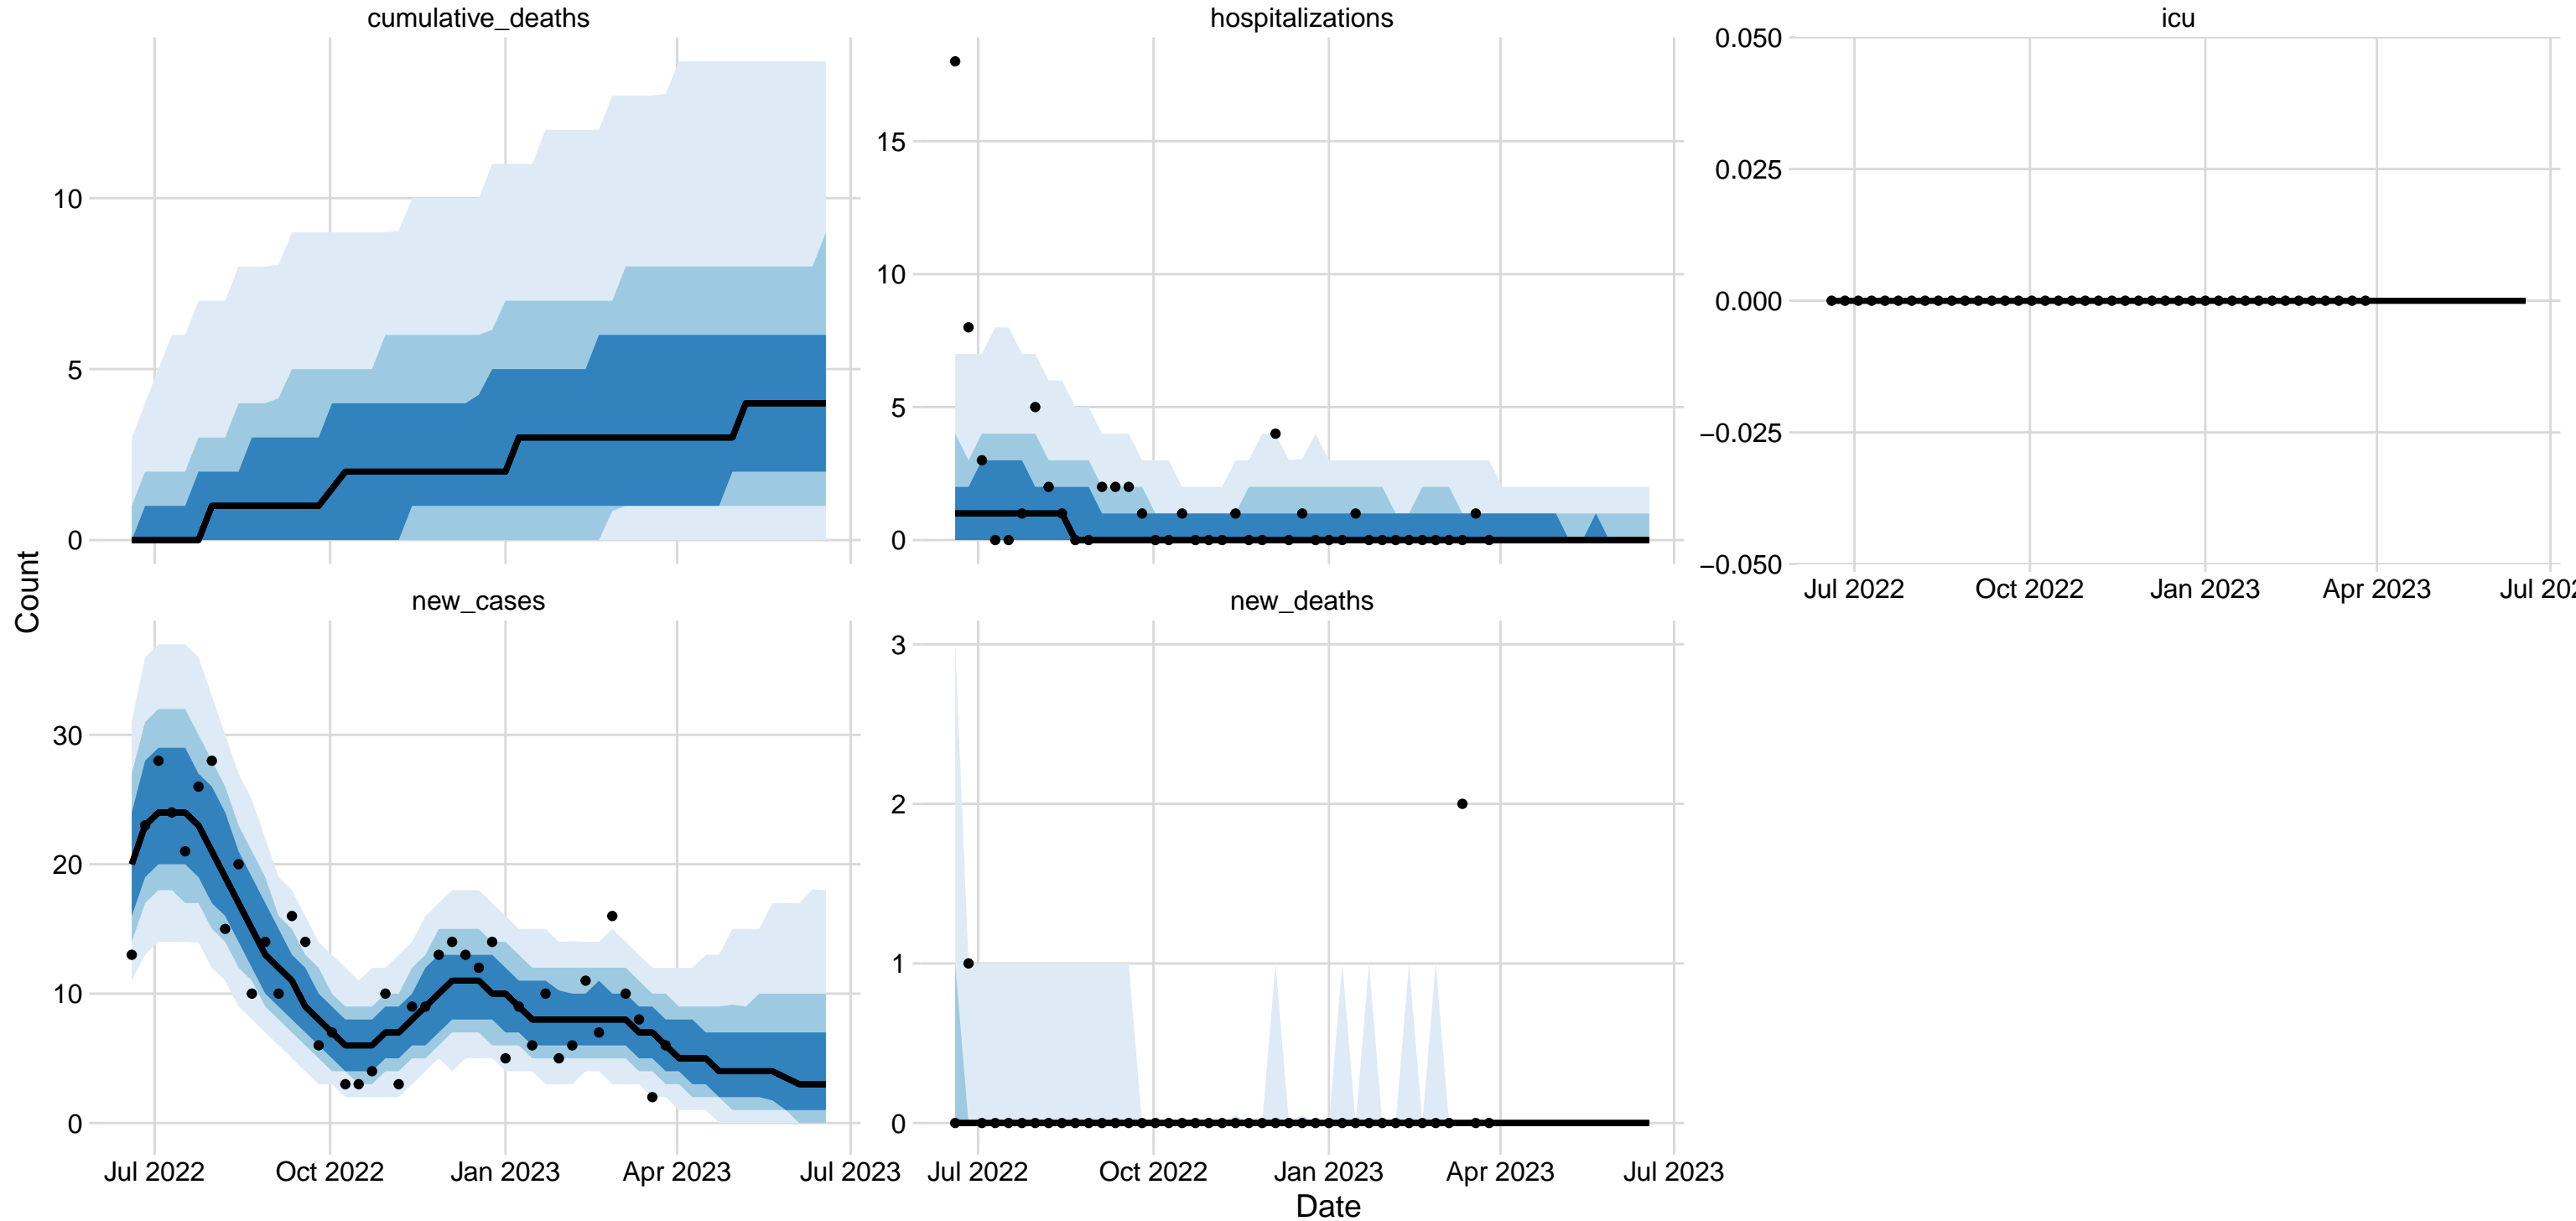 cumulative_deaths
hospitalizations
icu
10
5
0
15
10
5
0
0.050
0.025
0.000
−0.025
−0.050
Jul 2022
Oct 2022
Jan 2023
Apr 2023
Jul 202
Count
new_cases
new_deaths
30
20
10
0
3
2
1
0
Jul 2022
Oct 2022
Jan 2023
Apr 2023
Jul 2023
Jul 2022
Oct 2022
Jan 2023
Apr 2023
Jul 2023
Date